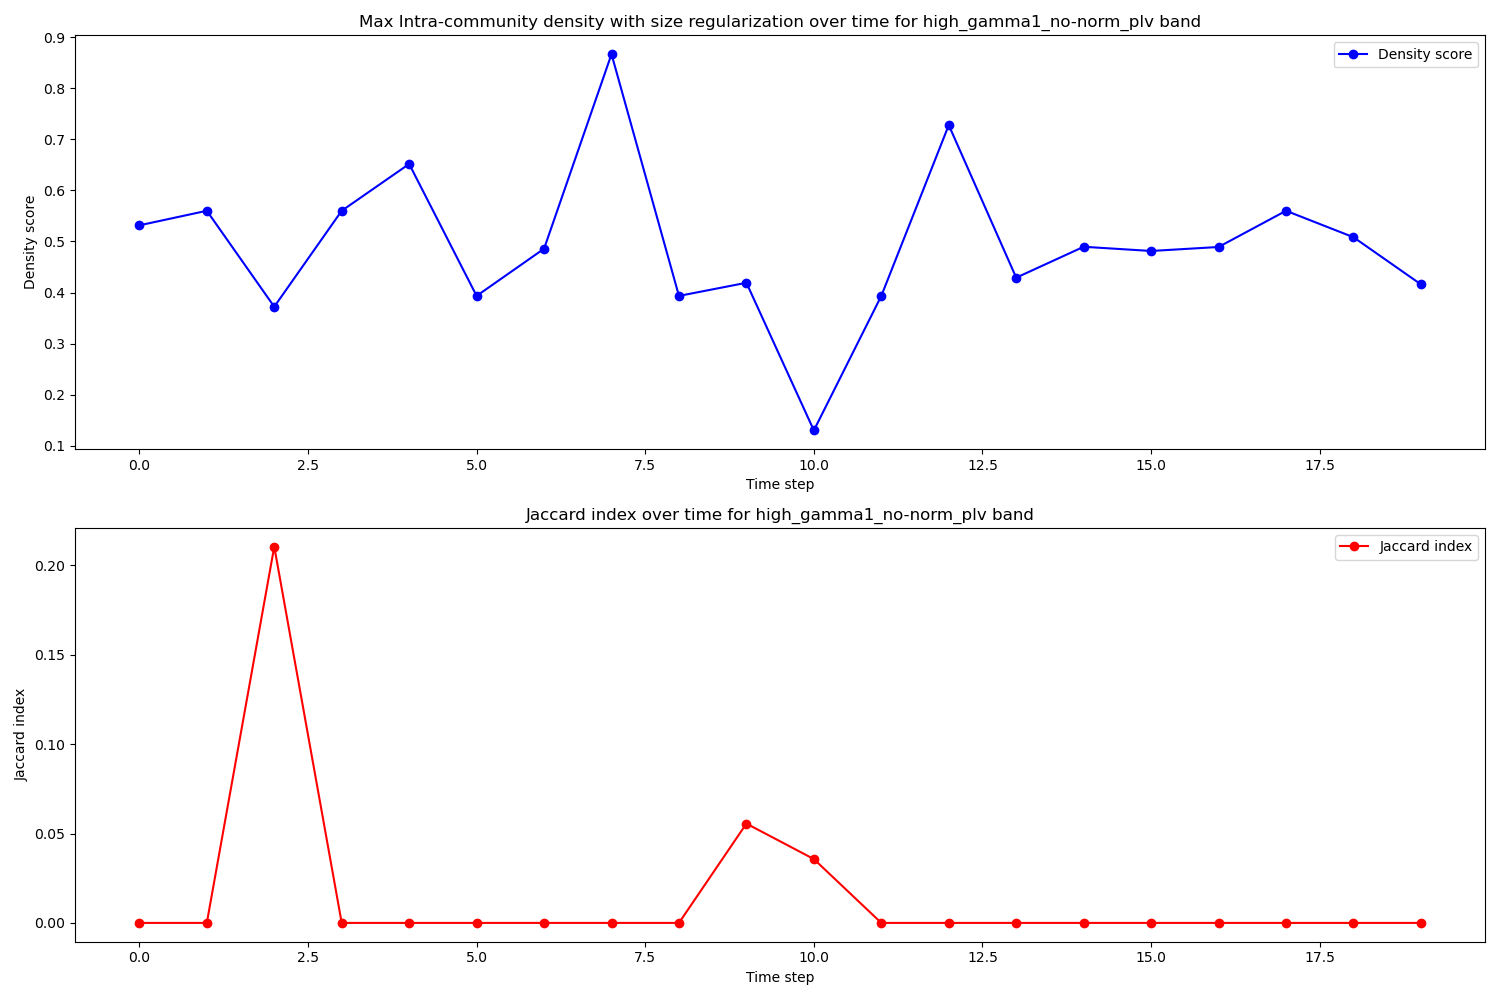 Max Intra-community density with size regularization over time for high_gamma1_no-norm_plv band
Density score
0.9
0.8
0.7
0.6
0.5
0.4
0.3
0.2
0.1
Density score
0.0 2.5 5.0 7.5 10.0 12.5 15.0 17.5
Time step
Jaccard index over time for high_gamma1_no-norm_plv band
Jaccard index
0.20
0.15
0.10
0.05
0.00
Jaccard index
0.0 2.5 5.0 7.5 10.0 12.5 15.0 17.5
Time step